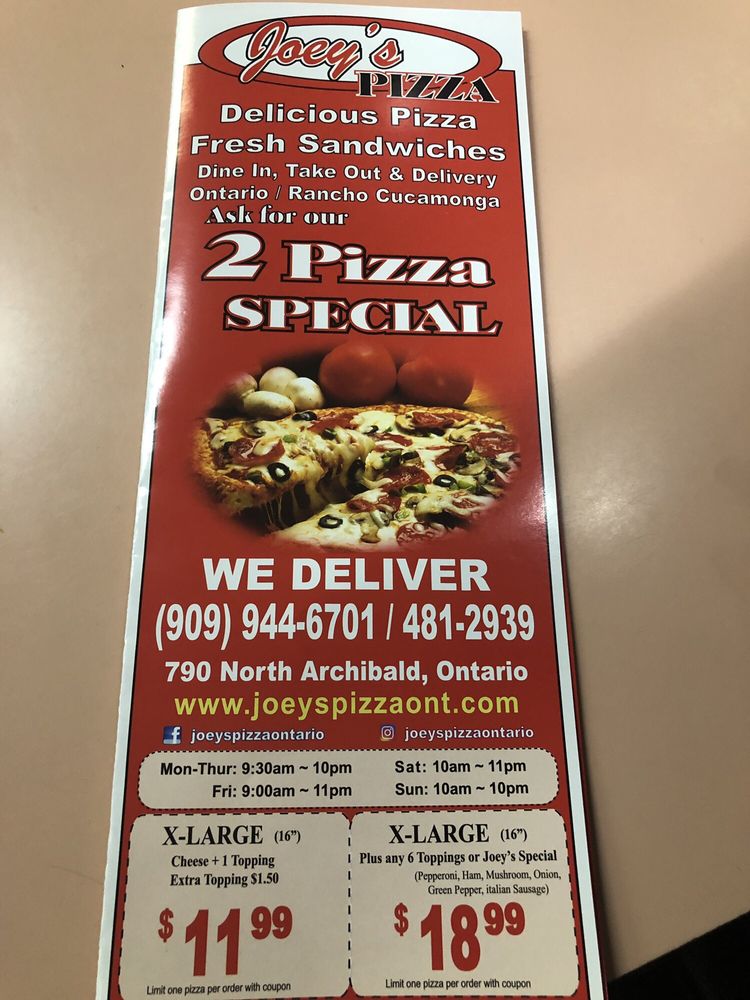 Joey's
PIZZA
Delicious Pizza
Fresh Sandwiches
Dine In, Take Out & Delivery
Ontario / Rancho Cucamonga
Ask for our
2 Pizza
SPECIAL
WE DELIVER
(909) 944-6701 / 481-2939
790 North Archibald, Ontario
www.joeyspizzaont.com
joeyspizzaontario joeyspizzaontario
Mon-Thur: 9:30am ~ 10pm Sat: 10am ~ 11pm
Fri: 9:00am ~ 11pm Sun: 10am ~ 10pm
X-LARGE (16")
Cheese + 1 Topping
Extra Topping $1.50
$11.99
Limit one pizza per order with coupon
X-LARGE (16")
Plus any 6 Toppings or Joey's Special
(Pepperoni, Ham, Mushroom, Onion,
Green Pepper, italian Sausage)
$18.99
Limit one pizza per order with coupon